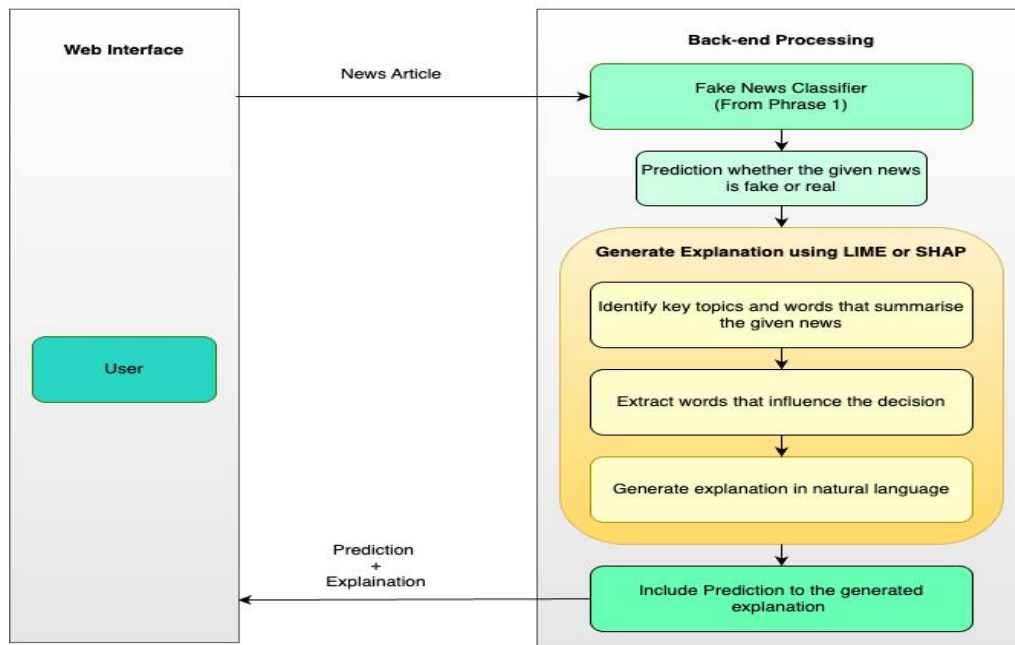 Web Interface
User
News Article
Back-end Processing
Fake News Classifier
(From Phrase 1)
Prediction whether the given news
is fake or real
Generate Explanation using LIME or SHAP
Identify key topics and words that summarise
the given news
Extract words that influence the decision
Generate explanation in natural language
Include Prediction to the generated
explanation
Prediction
+
Explaination